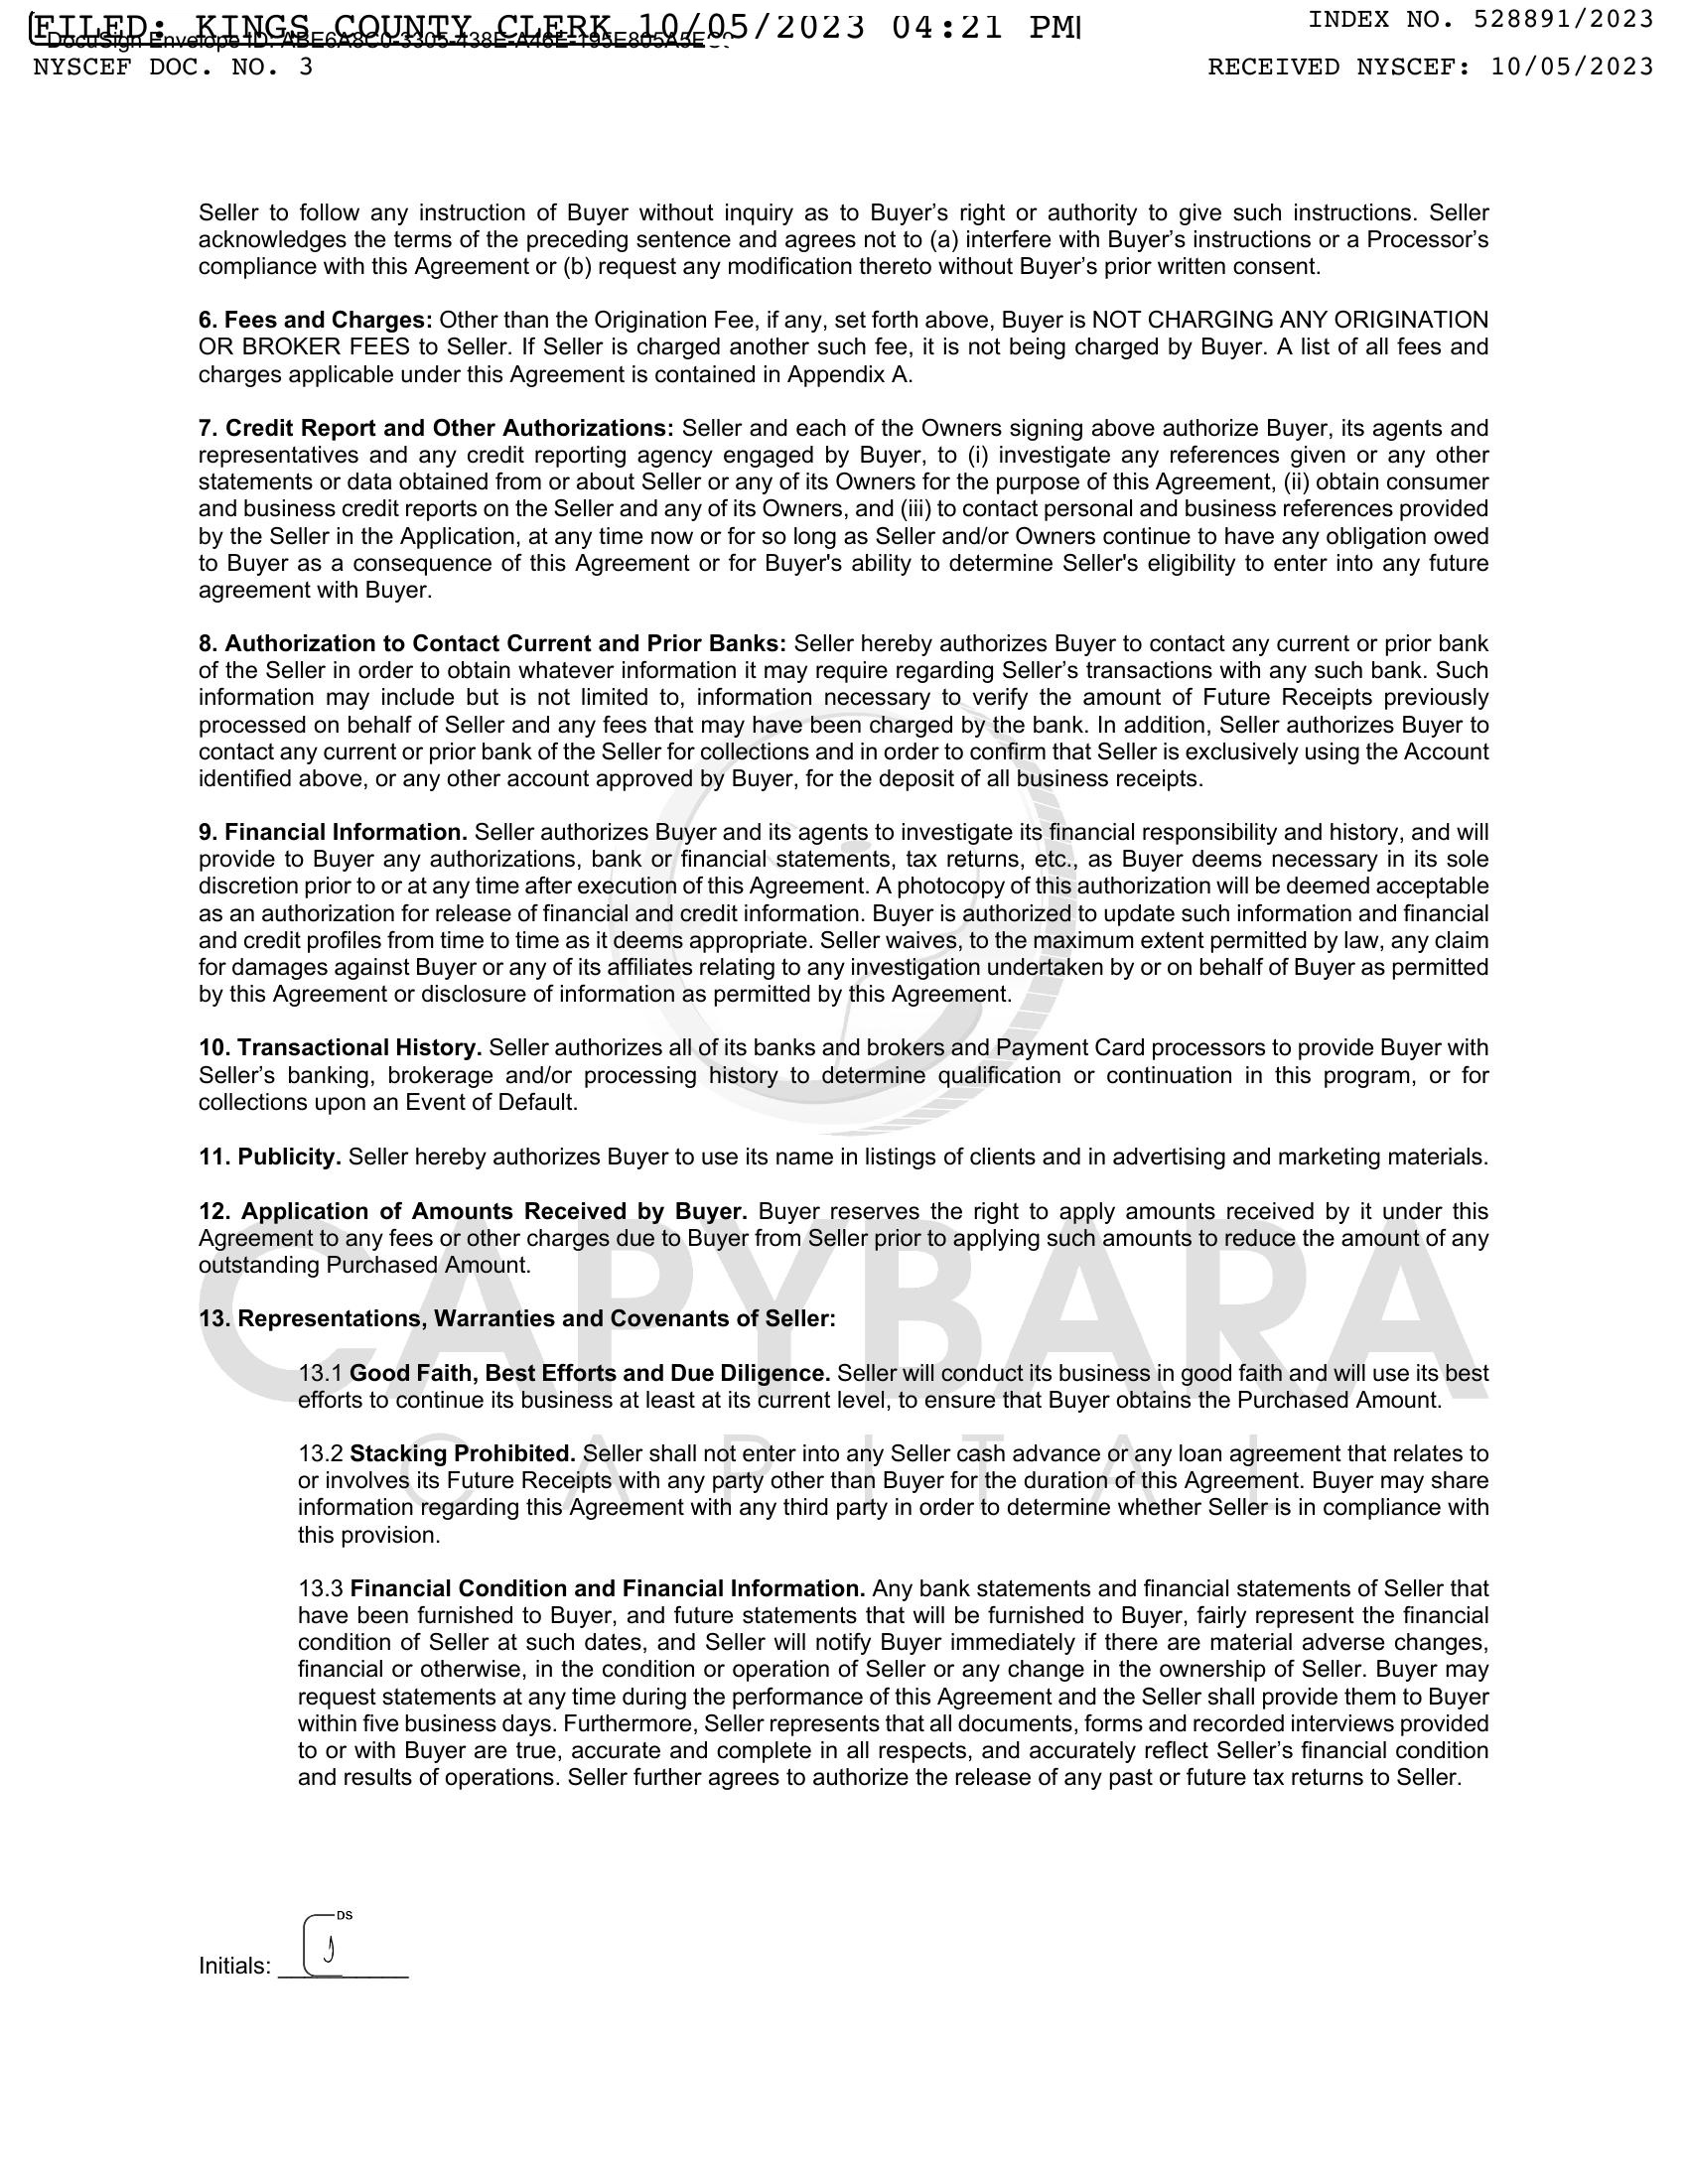 FILED: KINGS COUNTY CLERK 10/05/2023 04:21 PM
INDEX NO. 528891/2023
DocuSign Envelope ID: ABE6A8C0-3305-438E-A46E-195E805A5E
NYSCEF DOC. NO. 3
RECEIVED NYSCEF: 10/05/2023
Seller to follow any instruction of Buyer without inquiry as to Buyer’s right or authority to give such instructions. Seller
acknowledges the terms of the preceding sentence and agrees not to (a) interfere with Buyer’s instructions or a Processor’s
compliance with this Agreement or (b) request any modification thereto without Buyer’s prior written consent.
6. Fees and Charges: Other than the Origination Fee, if any, set forth above, Buyer is NOT CHARGING ANY ORIGINATION
OR BROKER FEES to Seller. If Seller is charged another such fee, it is not being charged by Buyer. A list of all fees and
charges applicable under this Agreement is contained in Appendix A.
7. Credit Report and Other Authorizations: Seller and each of the Owners signing above authorize Buyer, its agents and
representatives and any credit reporting agency engaged by Buyer, to (i) investigate any references given or any other
statements or data obtained from or about Seller or any of its Owners for the purpose of this Agreement, (ii) obtain consumer
and business credit reports on the Seller and any of its Owners, and (iii) to contact personal and business references provided
by the Seller in the Application, at any time now or for so long as Seller and/or Owners continue to have any obligation owed
to Buyer as a consequence of this Agreement or for Buyer's ability to determine Seller's eligibility to enter into any future
agreement with Buyer.
8. Authorization to Contact Current and Prior Banks: Seller hereby authorizes Buyer to contact any current or prior bank
of the Seller in order to obtain whatever information it may require regarding Seller’s transactions with any such bank. Such
information may include but is not limited to, information necessary to verify the amount of Future Receipts previously
processed on behalf of Seller and any fees that may have been charged by the bank. In addition, Seller authorizes Buyer to
contact any current or prior bank of the Seller for collections and in order to confirm that Seller is exclusively using the Account
identified above, or any other account approved by Buyer, for the deposit of all business receipts.
9. Financial Information. Seller authorizes Buyer and its agents to investigate its financial responsibility and history, and will
provide to Buyer any authorizations, bank or financial statements, tax returns, etc., as Buyer deems necessary in its sole
discretion prior to or at any time after execution of this Agreement. A photocopy of this authorization will be deemed acceptable
as an authorization for release of financial and credit information. Buyer is authorized to update such information and financial
and credit profiles from time to time as it deems appropriate. Seller waives, to the maximum extent permitted by law, any claim
for damages against Buyer or any of its affiliates relating to any investigation undertaken by or on behalf of Buyer as permitted
by this Agreement or disclosure of information as permitted by this Agreement.
10. Transactional History. Seller authorizes all of its banks and brokers and Payment Card processors to provide Buyer with
Seller’s banking, brokerage and/or processing history to determine qualification or continuation in this program, or for
collections upon an Event of Default.
11. Publicity. Seller hereby authorizes Buyer to use its name in listings of clients and in advertising and marketing materials.
12. Application of Amounts Received by Buyer. Buyer reserves the right to apply amounts received by it under this
Agreement to any fees or other charges due to Buyer from Seller prior to applying such amounts to reduce the amount of any
outstanding Purchased Amount.
CAPYBARA
13. Representations, Warranties and Covenants of Seller:
13.1 Good Faith, Best Efforts and Due Diligence. Seller will conduct its business in good faith and will use its best
efforts to continue its business at least at its current level, to ensure that Buyer obtains the Purchased Amount.
CAPITAL
13.2 Stacking Prohibited. Seller shall not enter into any Seller cash advance or any loan agreement that relates to
or involves its Future Receipts with any party other than Buyer for the duration of this Agreement. Buyer may share
information regarding this Agreement with any third party in order to determine whether Seller is in compliance with
this provision.
13.3 Financial Condition and Financial Information. Any bank statements and financial statements of Seller that
have been furnished to Buyer, and future statements that will be furnished to Buyer, fairly represent the financial
condition of Seller at such dates, and Seller will notify Buyer immediately if there are material adverse changes,
financial or otherwise, in the condition or operation of Seller or any change in the ownership of Seller. Buyer may
request statements at any time during the performance of this Agreement and the Seller shall provide them to Buyer
within five business days. Furthermore, Seller represents that all documents, forms and recorded interviews provided
to or with Buyer are true, accurate and complete in all respects, and accurately reflect Seller’s financial condition
and results of operations. Seller further agrees to authorize the release of any past or future tax returns to Seller.
DS
Initials: